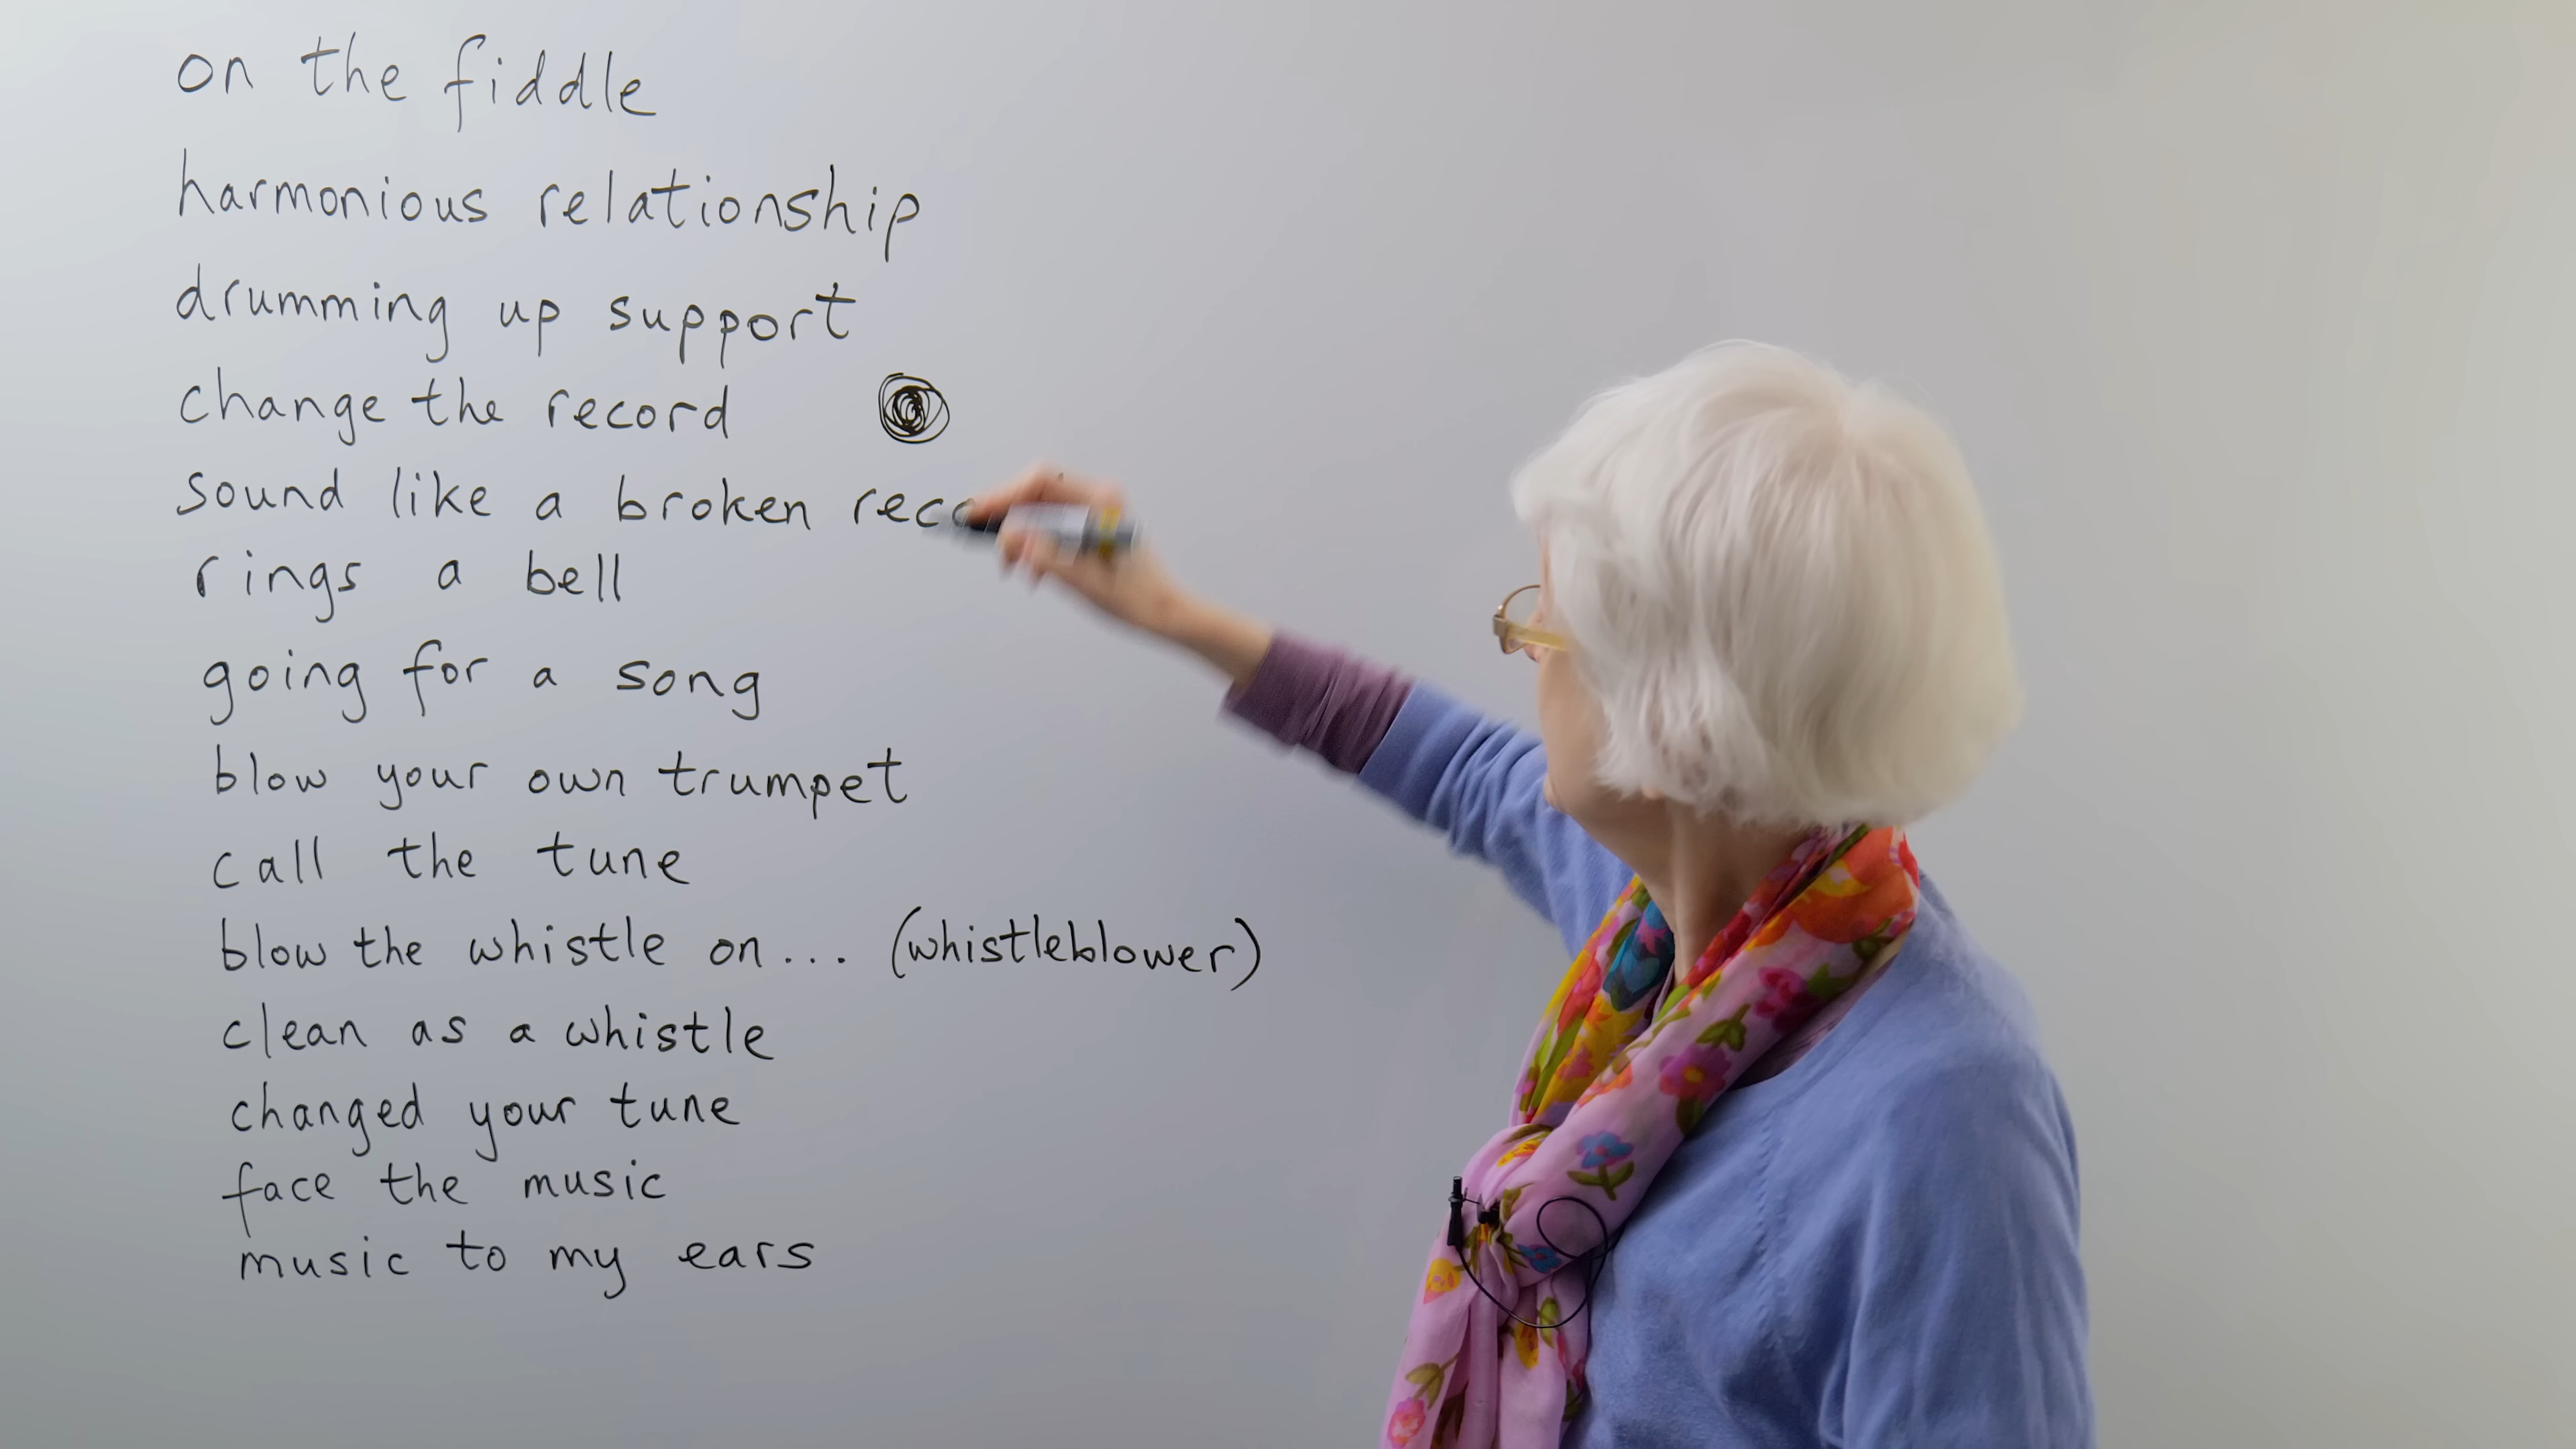 on the fiddle
harmonious relationship
drumming up support
change the record
sound like a broken
rings a bell
going for a song
blow your own trumpet
call the tune
blow the whistle on... (whistleblower)
clean as a whistle
changed your tune
face the music
music to my ears